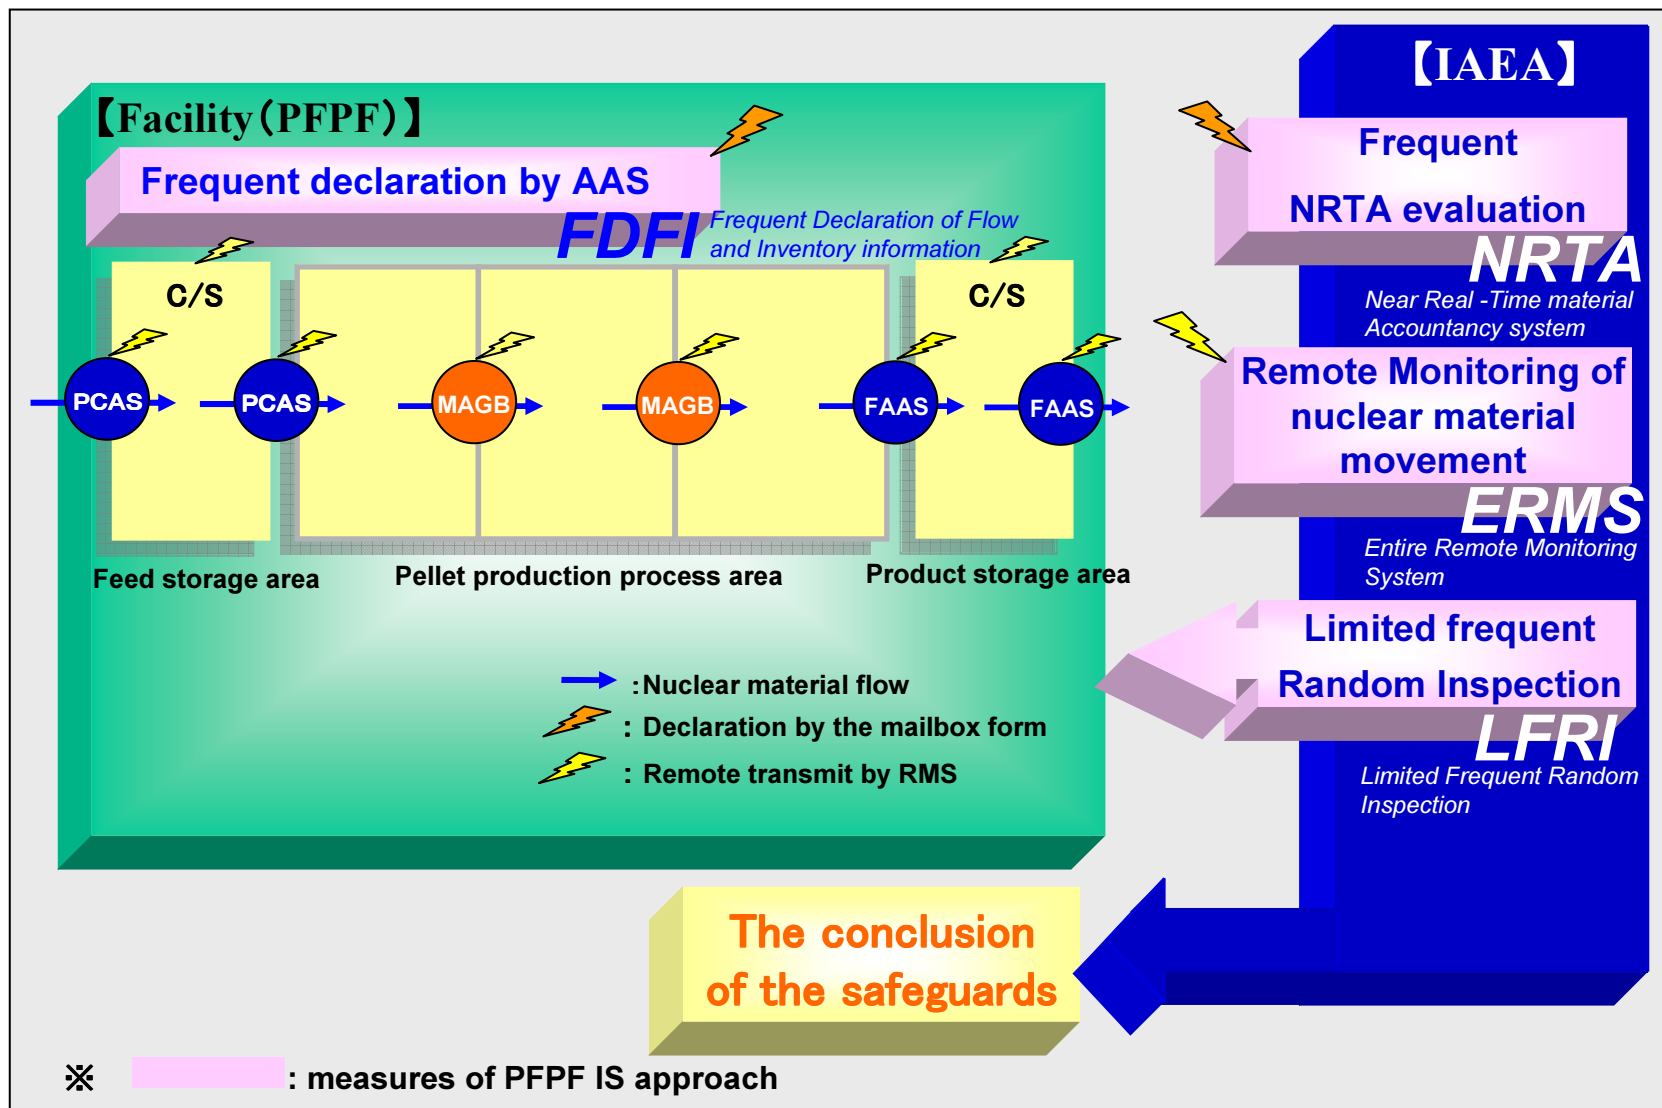 【Facility（PFPF）】
Frequent declaration by AAS
FDFI
Frequent Declaration of Flow
and Inventory information
C/S
C/S
PCAS
PCAS
MAGB
MAGB
FAAS
FAAS
Feed storage area
Pellet production process area
Product storage area
:Nuclear material flow
: Declaration by the mailbox form
: Remote transmit by RMS
【IAEA】
Frequent
NRTA evaluation
NRTA
Near Real -Time material
Accountancy system
Remote Monitoring of
nuclear material
movement
ERMS
Entire Remote Monitoring
System
Limited frequent
Random Inspection
LFRI
Limited Frequent Random
Inspection
The conclusion
of the safeguards
※ : measures of PFPF IS approach